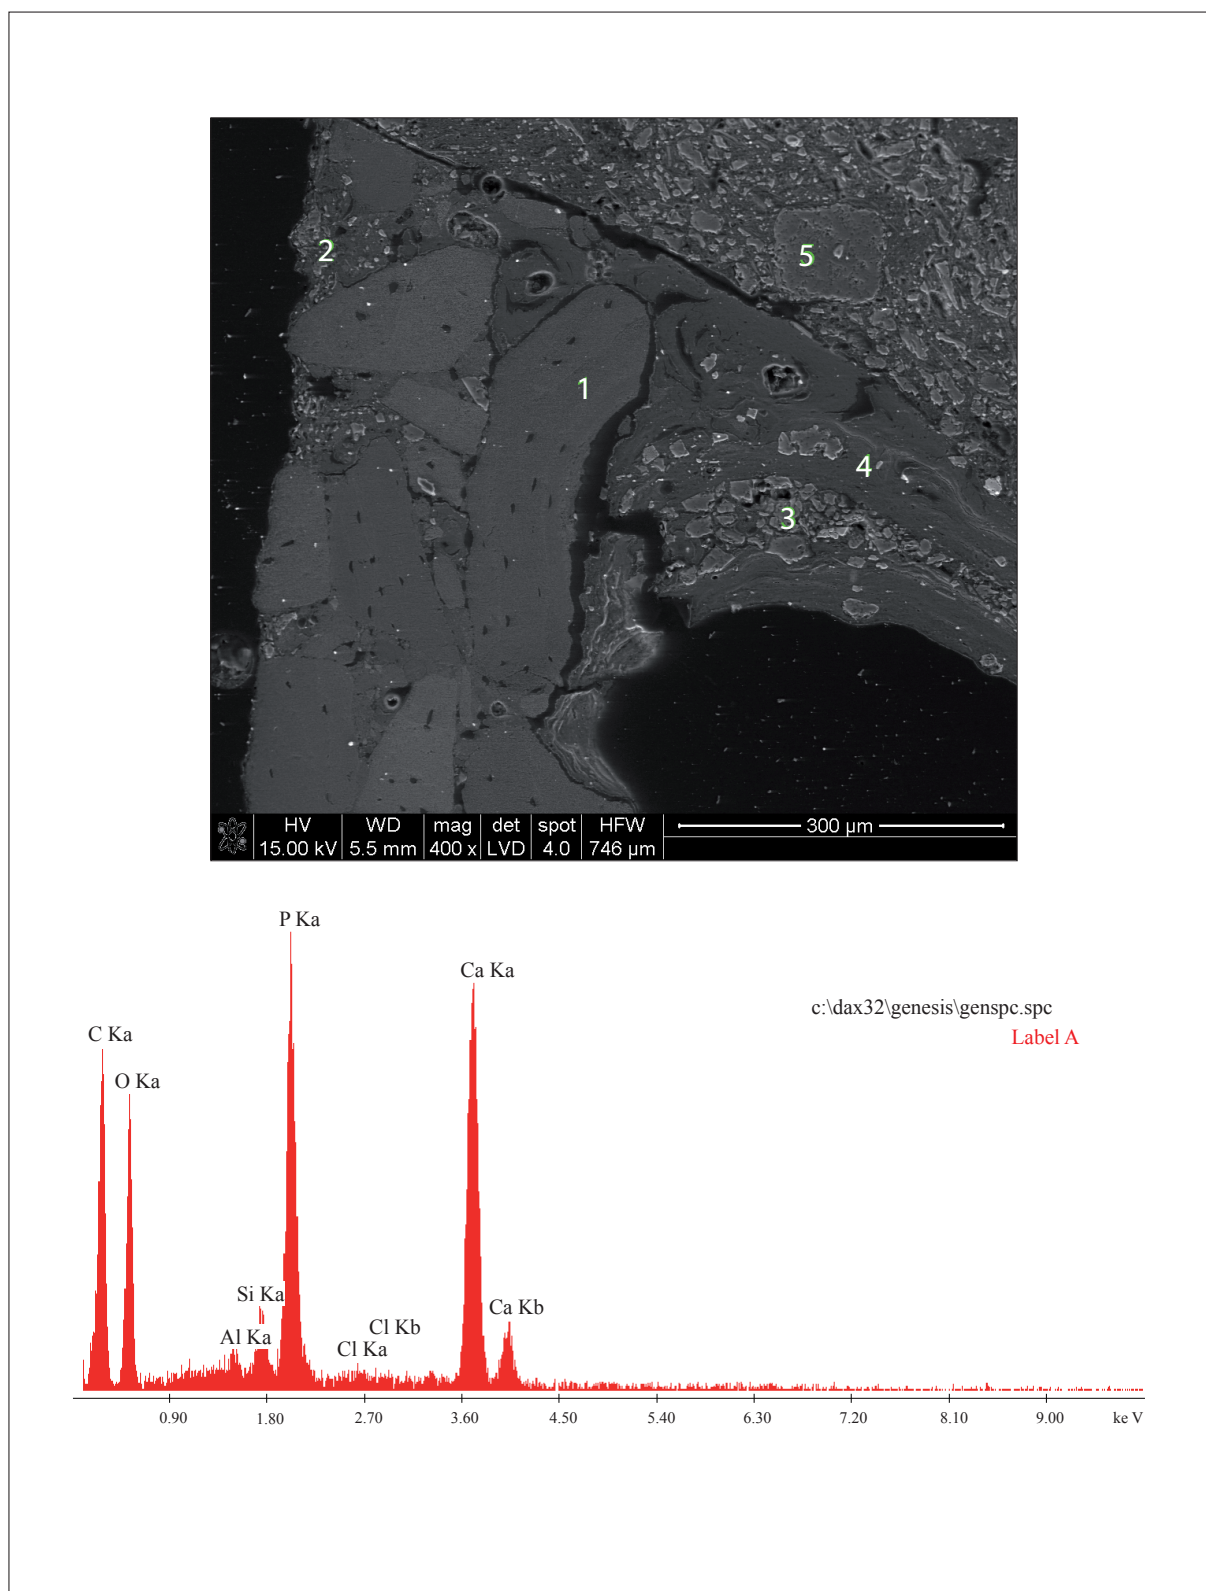 2
5
1
4
3
HV WD mag det spot HFW 300 µm
15.00 kV 5.5 mm 400 x LVD 4.0 746 µm
P Ka
Ca Ka
c:\dax32\genesis\genspc.spc
C Ka
Label A
O Ka
Si Ka
Ca Kb
Cl Kb
Al Ka
Cl Ka
0.90 1.80 2.70 3.60 4.50 5.40 6.30 7.20 8.10 9.00 ke V